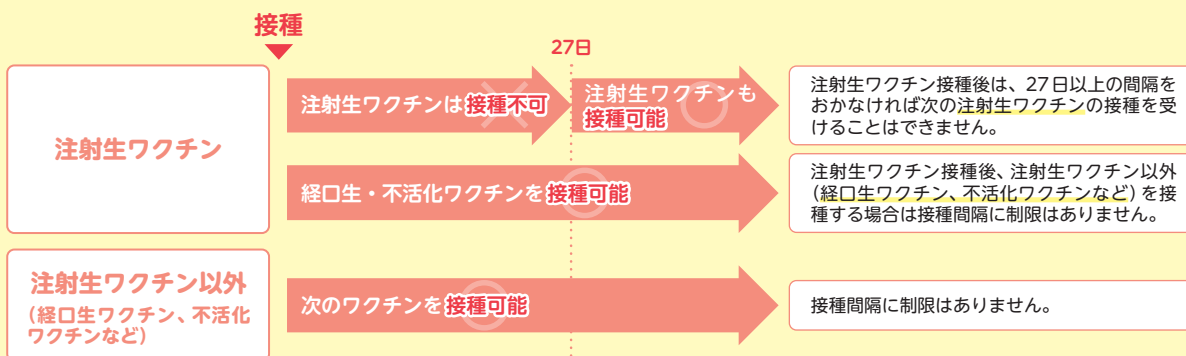 接種
27日
注射生ワクチン
注射生ワクチンは接種不可
注射生ワクチンも
接種可能
注射生ワクチン接種後は、27日以上の間隔を
おかなければ次の注射生ワクチンの接種を受
けることはできません。
経口生・不活化ワクチンを接種可能
注射生ワクチン接種後、注射生ワクチン以外
(経口生ワクチン、不活化ワクチンなど)を接
種する場合は接種間隔に制限はありません。
注射生ワクチン以外
(経口生ワクチン、不活化
ワクチンなど)
次のワクチンを接種可能
接種間隔に制限はありません。